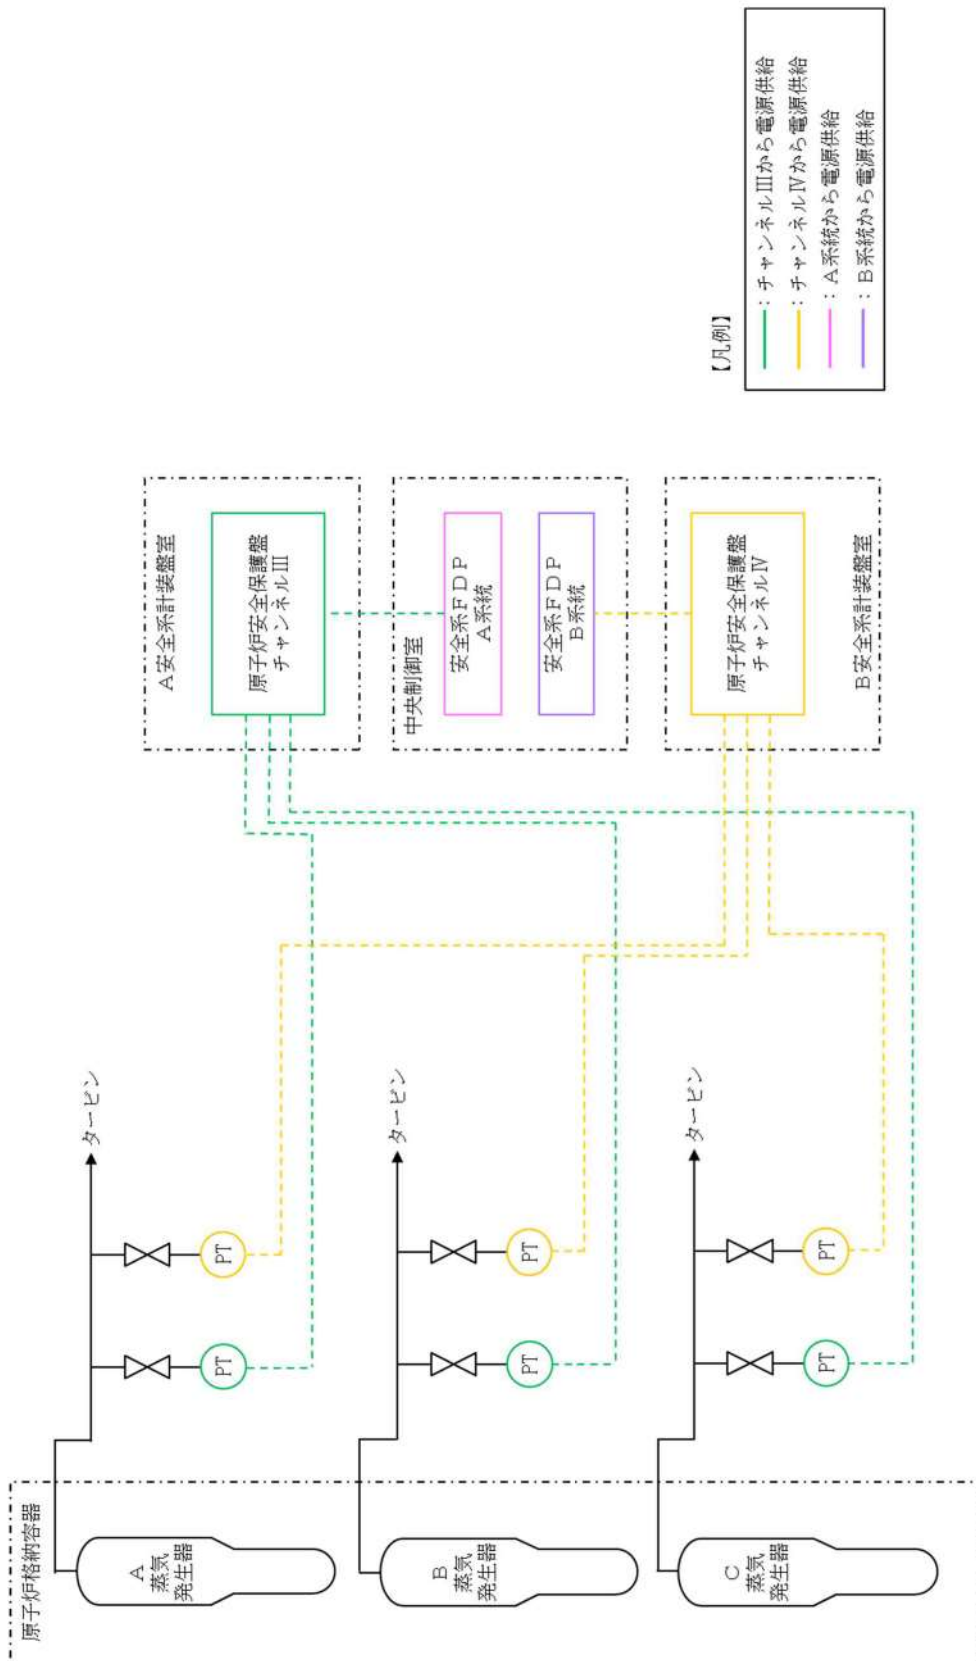 原子炉格納容器
A
蒸気
発生器
B
蒸気
発生器
C
蒸気
発生器
PT
PT
タービン
PT
PT
タービン
PT
PT
タービン
A安全系計装盤室
原子炉安全保護盤
チャンネルⅢ
中央制御室
安全系FDP
A系統
安全系FDP
B系統
原子炉安全保護盤
チャンネルⅣ
B安全系計装盤室
【凡例】
：チャンネルⅢから電源供給
：チャンネルⅣから電源供給
：A系統から電源供給
：B系統から電源供給